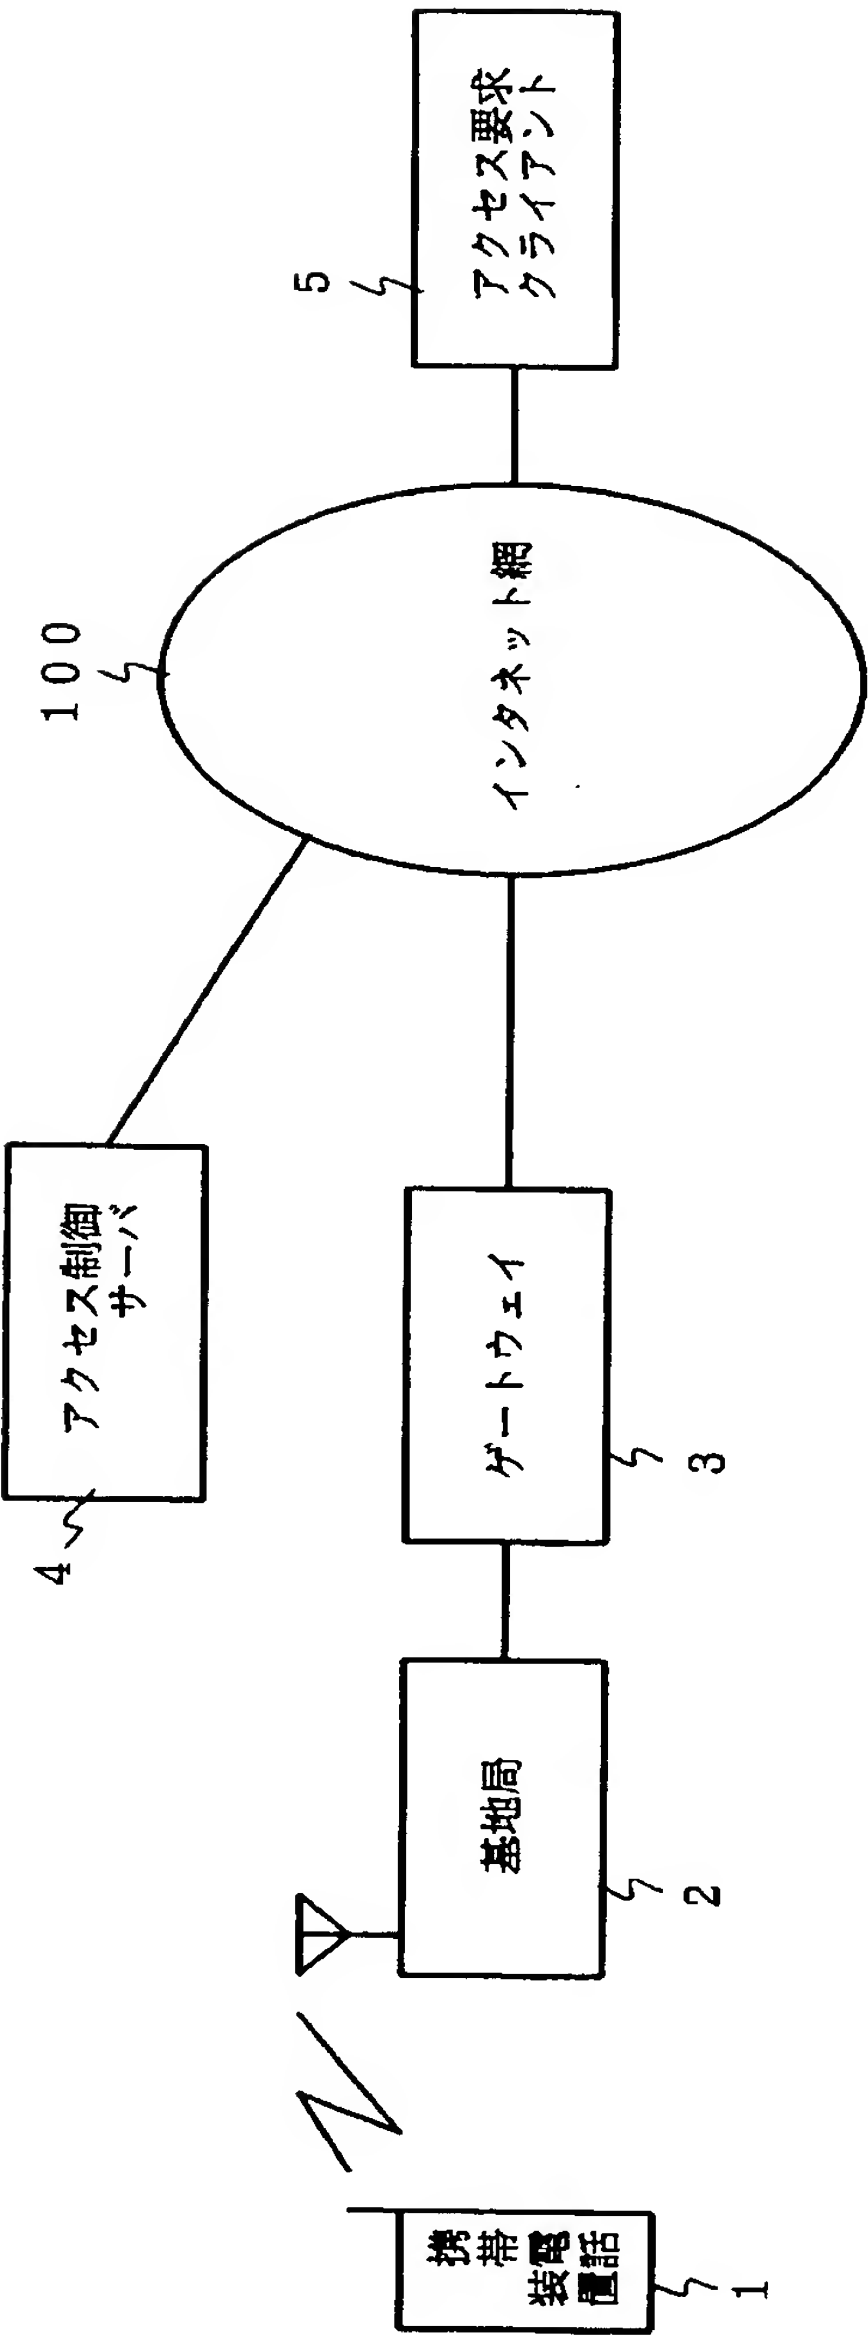 4
アクセス制御
サーバ
100
5
アクセス要求
クライアント
インタネット網
ゲートウェイ
3
基地局
2
携帯電話
装置
1